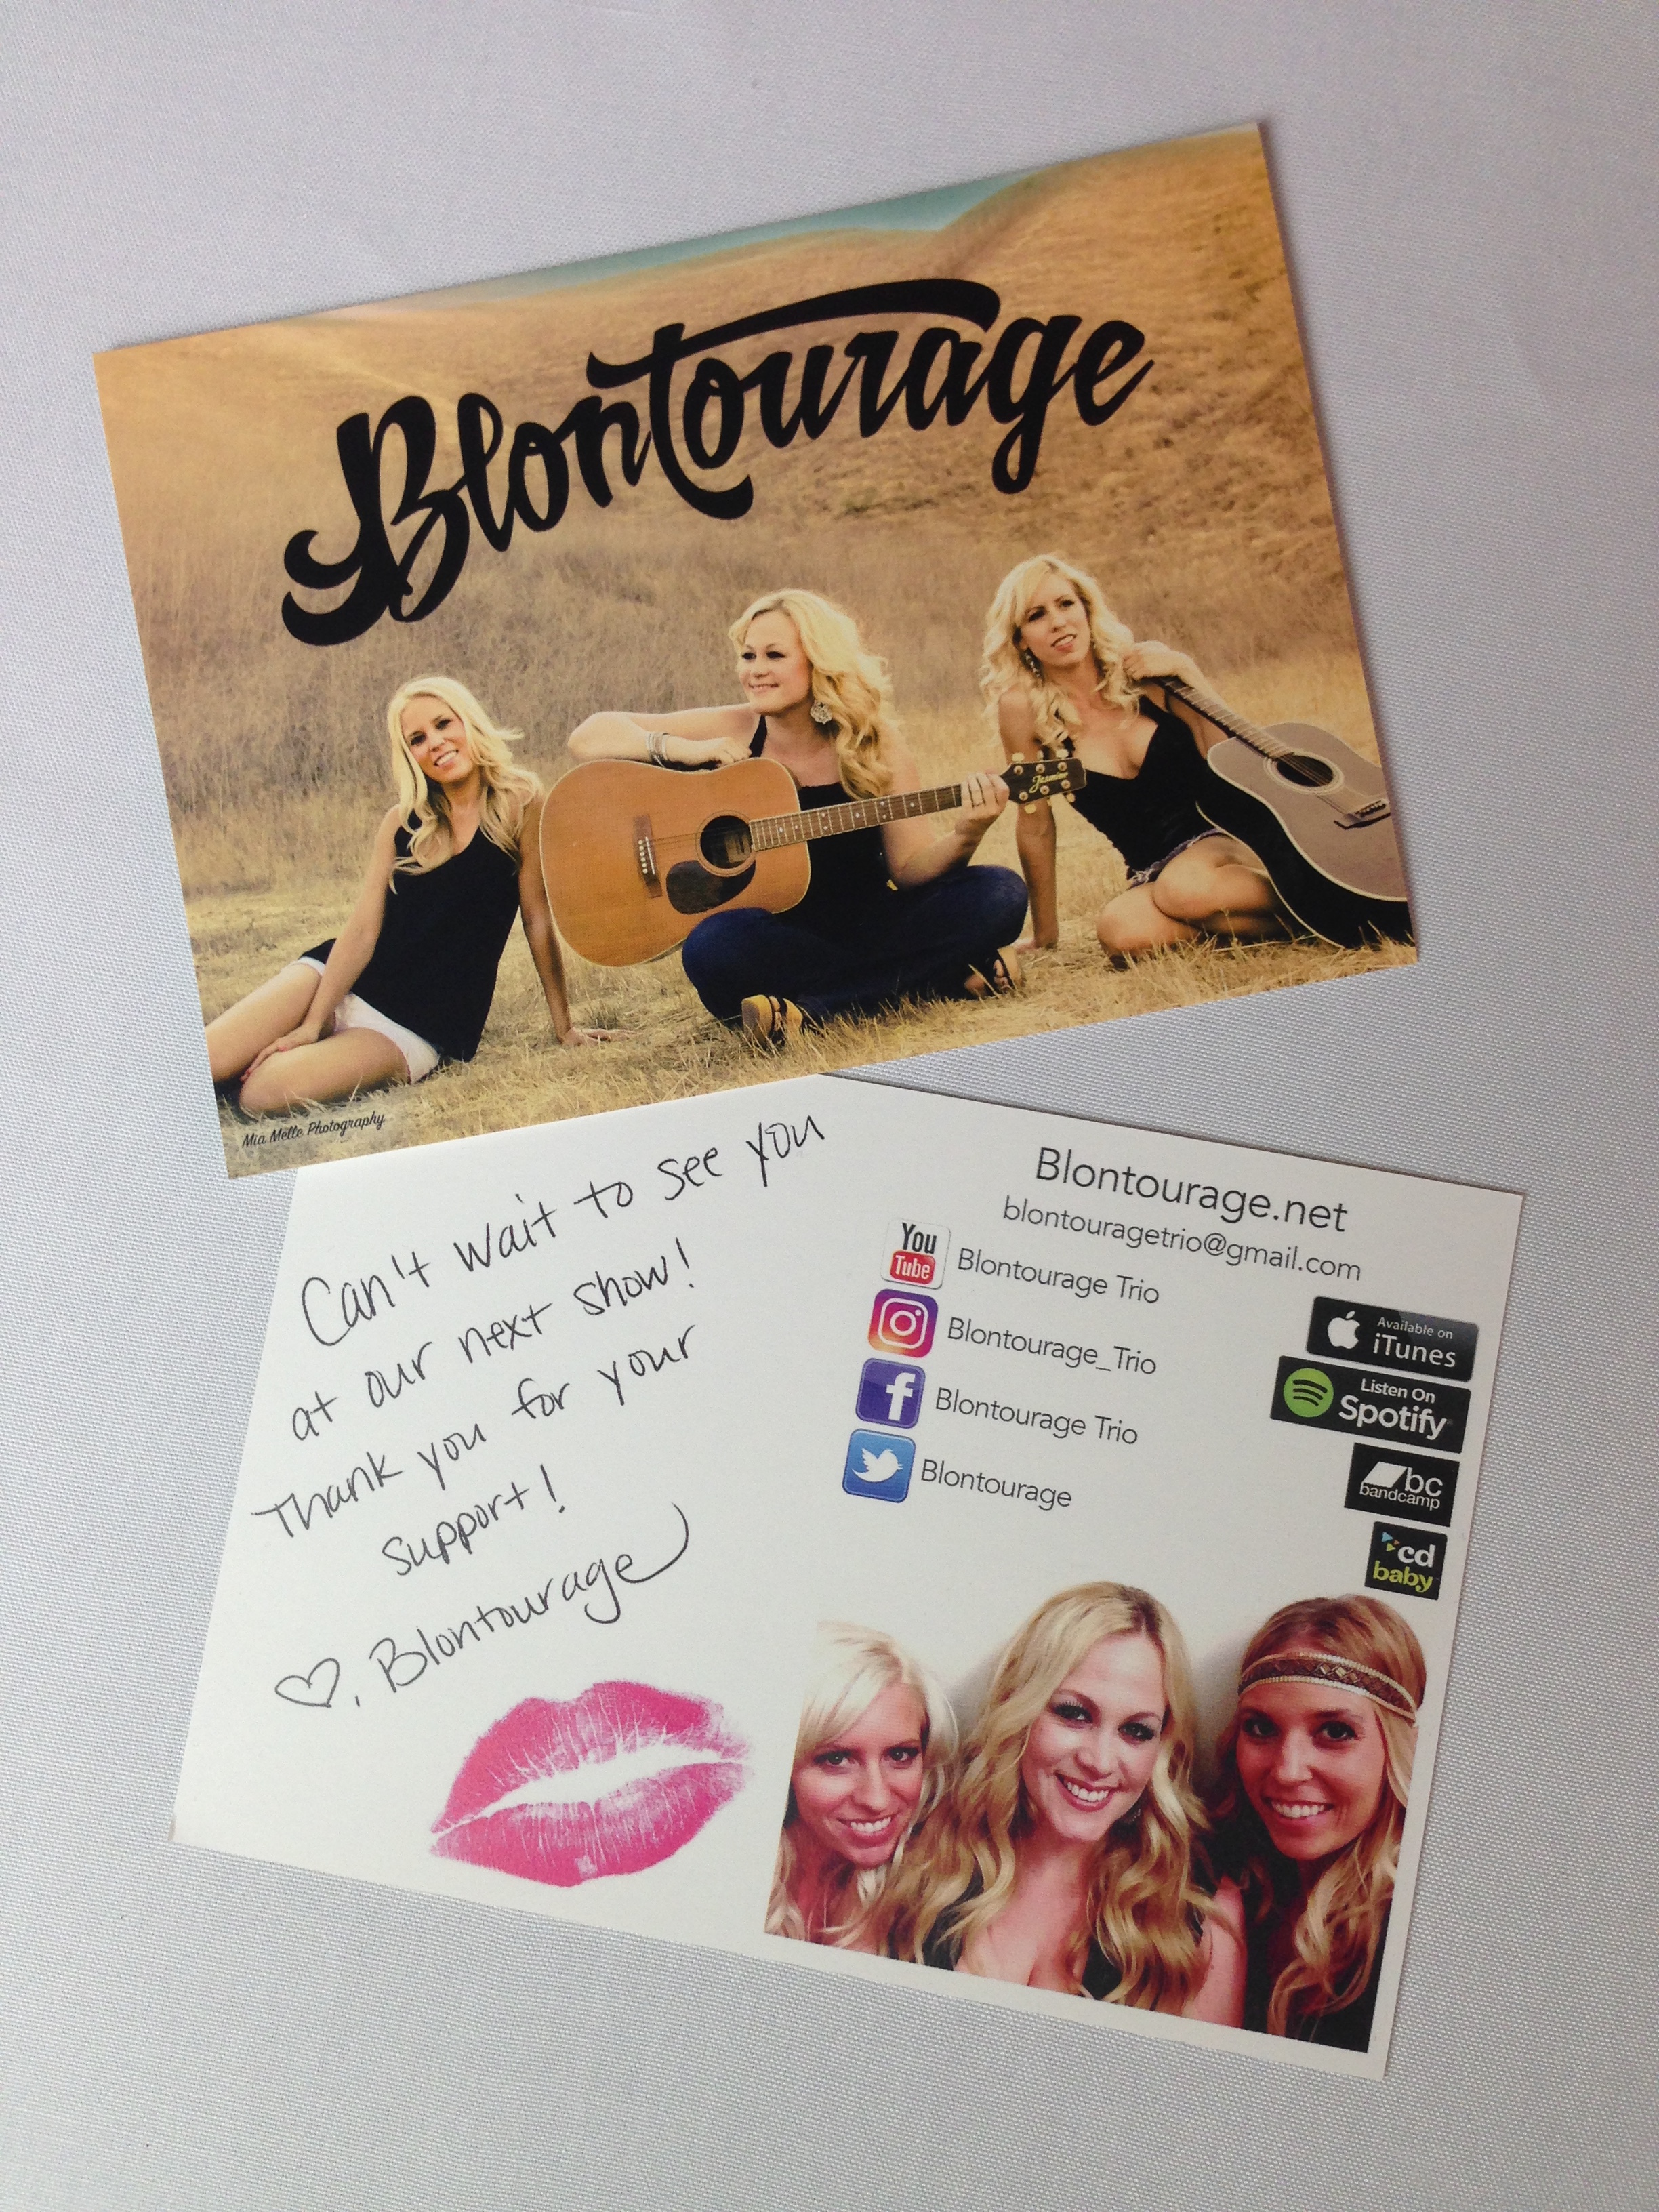 Blontourage
Jasmine
Mia Melle Photography
Can't wait to see you
at our next show!
Thank you for your
support!
♡, Blontourage
Blontourage.net
blontouragetrio@gmail.com
You
Tube
Blontourage Trio
Blontourage_Trio
f
Blontourage Trio
Blontourage
Available on
iTunes
Listen On
Spotify
bc
bandcamp
cd
baby